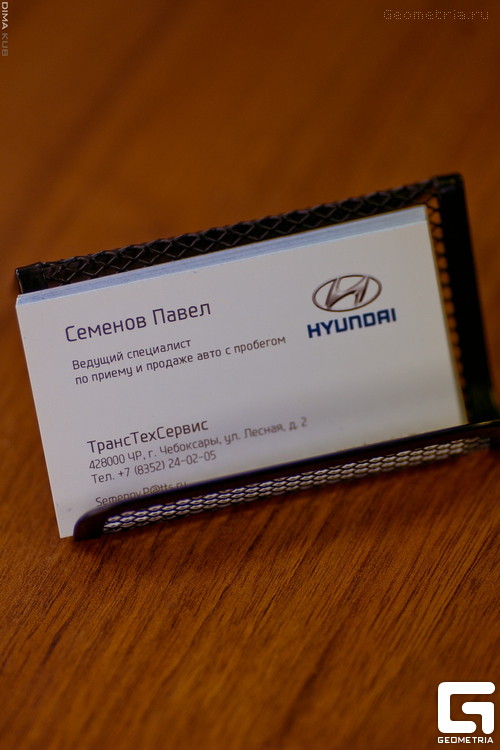 DIMA KUB
Geometria.ru
Семенов Павел
HYUNDAI
Ведущий специалист
по приему и продаже авто с пробегом
ТрансТехСервис
428000 ЧР, г. Чебоксары, ул. Лесная, д. 2
Тел. +7 (8352) 24-02-05
GEOMETRIA